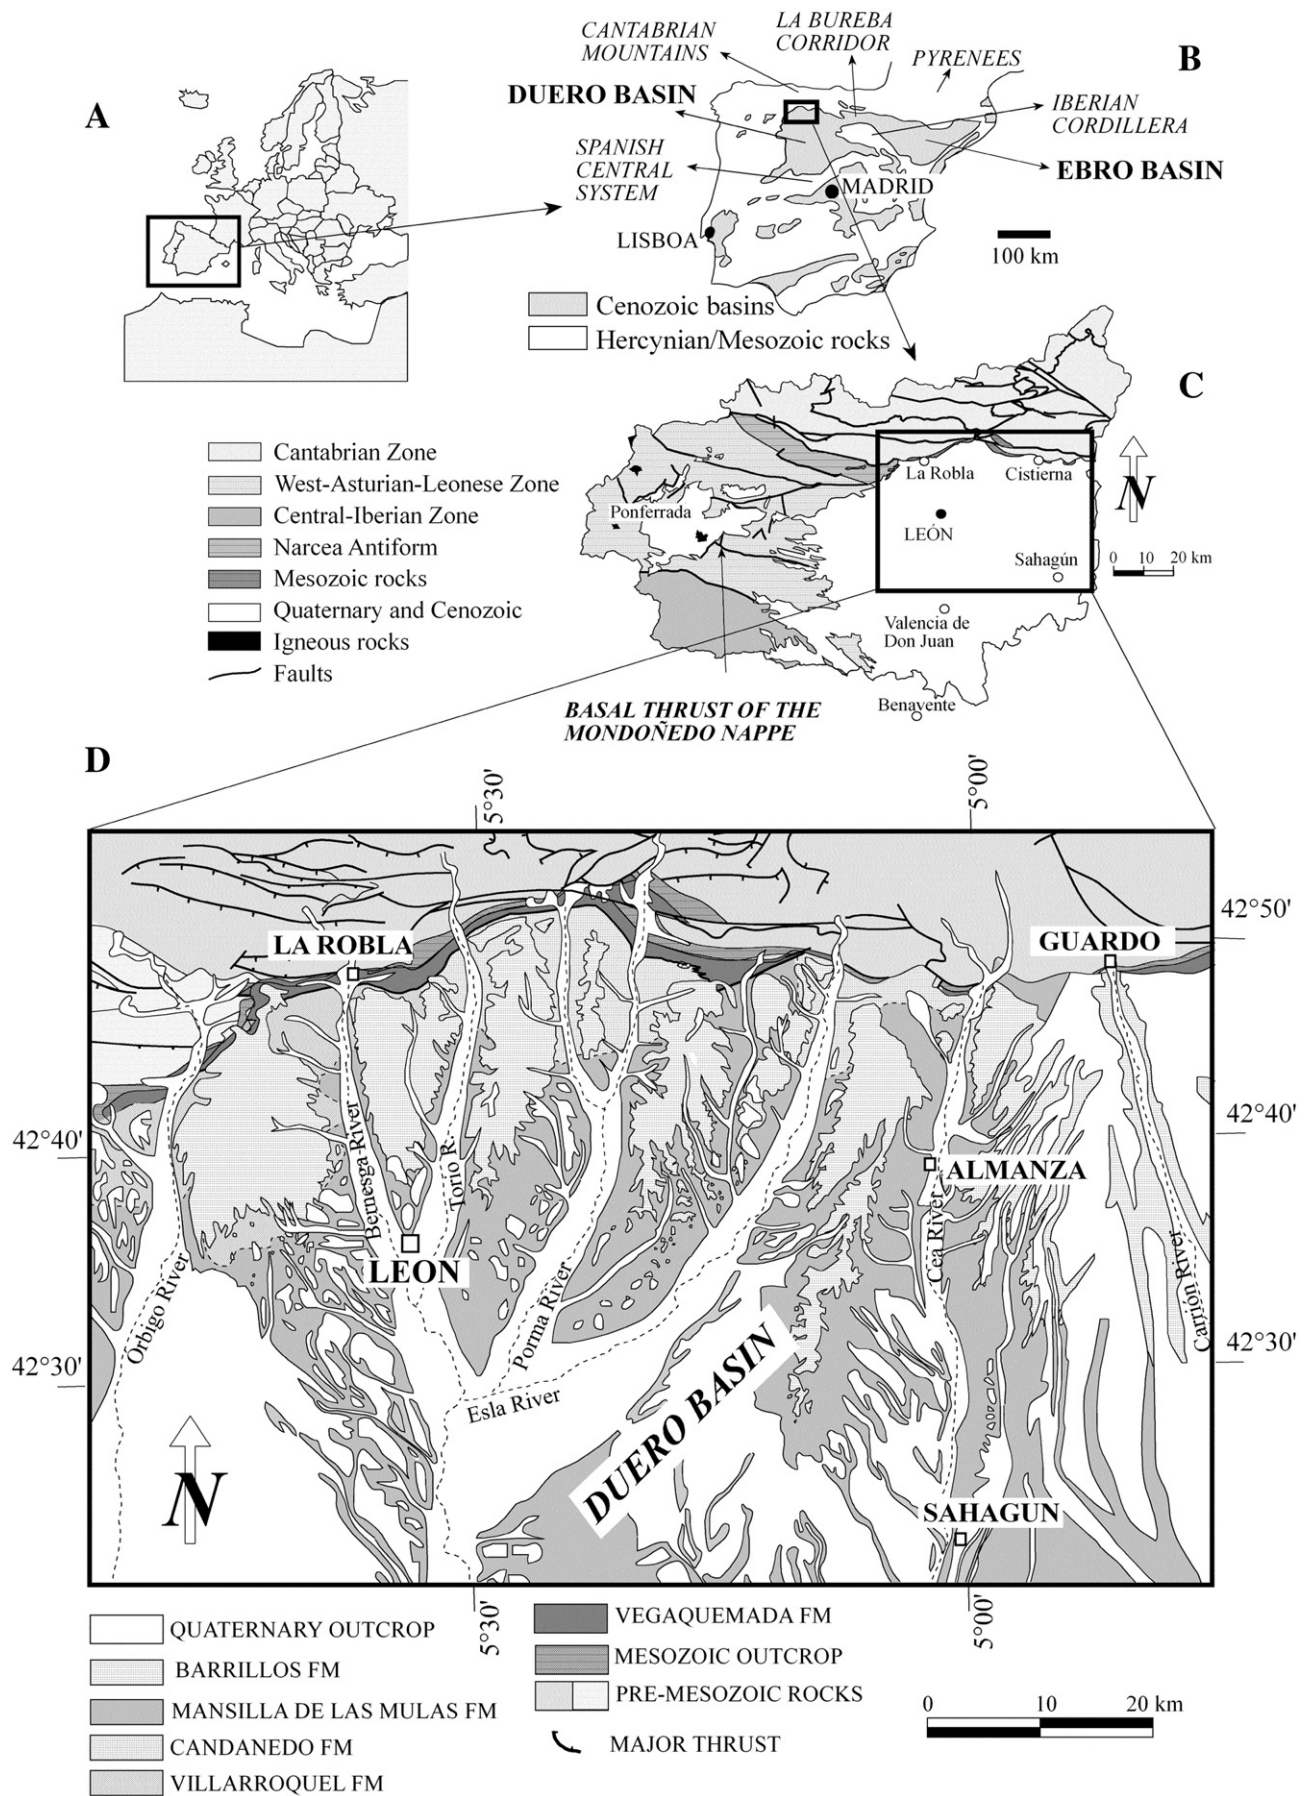 A
B
CANTABRIAN
MOUNTAINS
LA BUREBA
CORRIDOR
PYRENEES
DUERO BASIN
IBERIAN
CORDILLERA
SPANISH
CENTRAL
SYSTEM
EBRO BASIN
MADRID
LISBOA
100 km
Cenozoic basins
Hercynian/Mesozoic rocks
C
Cantabrian Zone
West-Asturian-Leonese Zone
Central-Iberian Zone
Narcea Antiform
Mesozoic rocks
Quaternary and Cenozoic
Igneous rocks
Faults
La Robla
Cistierna
Ponferrada
LEÓN
Sahagún
N
0 10 20 km
Valencia de
Don Juan
Benavente
BASAL THRUST OF THE
MONDOÑEDO NAPPE
D
5°30'
5°00'
42°50'
LA ROBLA
GUARDO
42°40'
42°40'
Bernesga River
Torio R.
ALMANZA
LEON
Orbigo River
Porma River
Cea River
Carrión River
42°30'
42°30'
Esla River
DUERO BASIN
N
SAHAGUN
5°30'
5°00'
QUATERNARY OUTCROP
BARRILLOS FM
MANSILLA DE LAS MULAS FM
CANDANEDO FM
VILLARROQUEL FM
VEGAQUEMADA FM
MESOZOIC OUTCROP
PRE-MESOZOIC ROCKS
MAJOR THRUST
0 10 20 km